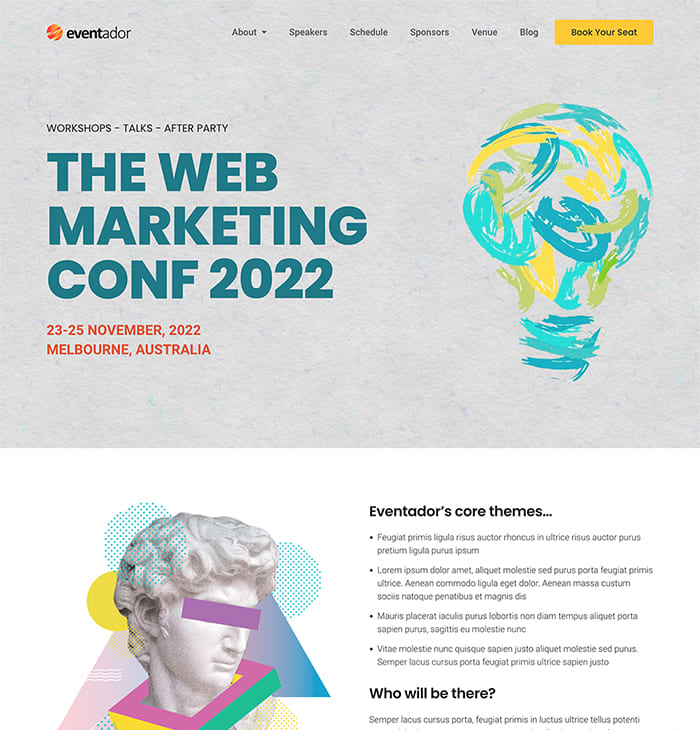 eventador
About
Speakers
Schedule
Sponsors
Venue
Blog
Book Your Seat
WORKSHOPS - TALKS - AFTER PARTY
THE WEB
MARKETING
CONF 2022
23-25 NOVEMBER, 2022
MELBOURNE, AUSTRALIA
Eventador's core themes...
• Feugiat primis ligula risus auctor rhoncus in ultrice risus auctor purus
pretium ligula purus ipsum
• Lorem ipsum dolor amet, aliquet molestie sed purus porta feugiat primis
ultrice. Aenean commodo ligula eget dolor. Aenean massa custum
sociis natoque penatibus et magnis dis
• Mauris placerat iaculis purus lobortis non diam tempus aliquet porta
sapien purus, sagittis eu molestie nunc
• Vitae molestie nunc quisque sapien justo aliquet molestie sed purus.
Semper lacus cursus porta feugiat primis ultrice sapien justo
Who will be there?
Semper lacus cursus porta, feugiat primis in luctus ultrice tellus potenti